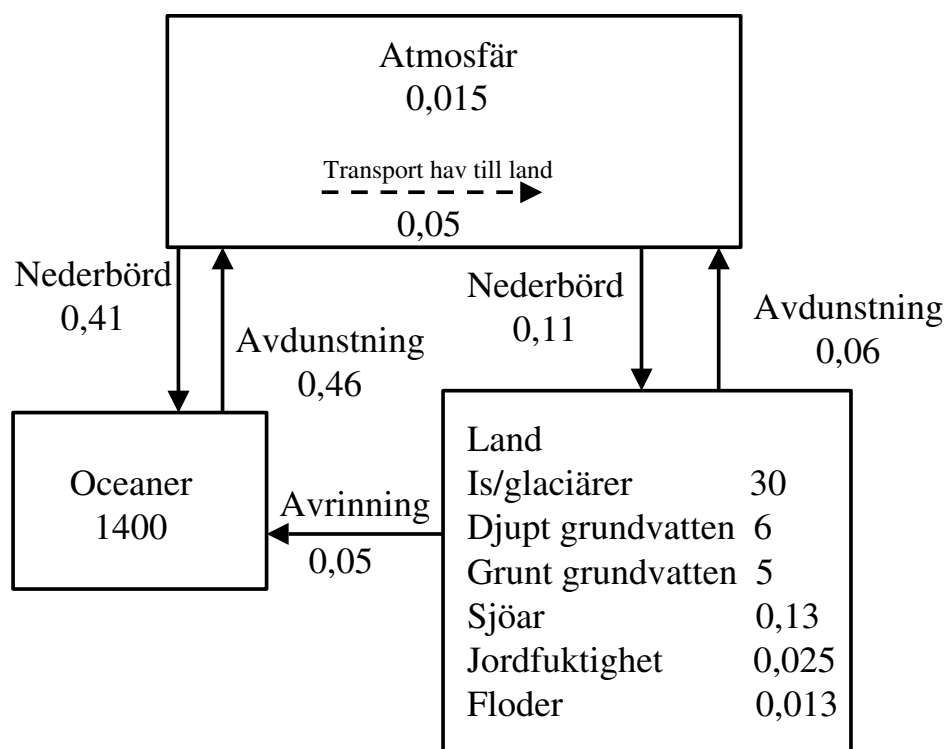 Atmosfär
0,015
Transport hav till land
0,05
Nederbörd
0,41
Avdunstning
0,46
Nederbörd
0,11
Avdunstning
0,06
Oceaner
1400
Avrinning
0,05
Land
Is/glaciärer 30
Djupt grundvatten 6
Grunt grundvatten 5
Sjöar 0,13
Jordfuktighet 0,025
Floder 0,013